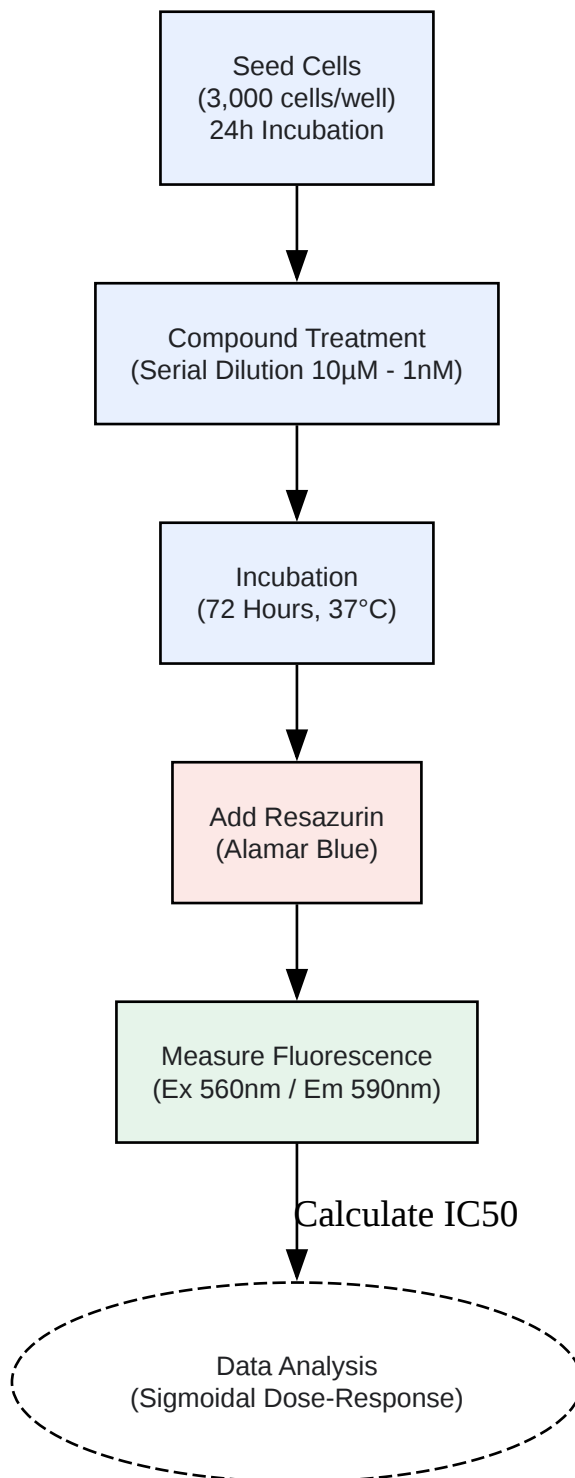 Seed Cells
(3,000 cells/well)
24h Incubation
Compound Treatment
(Serial Dilution 10µM - 1nM)
Incubation
(72 Hours, 37°C)
Add Resazurin
(Alamar Blue)
Measure Fluorescence
(Ex 560nm / Em 590nm)
Calculate IC50
Data Analysis
(Sigmoidal Dose-Response)